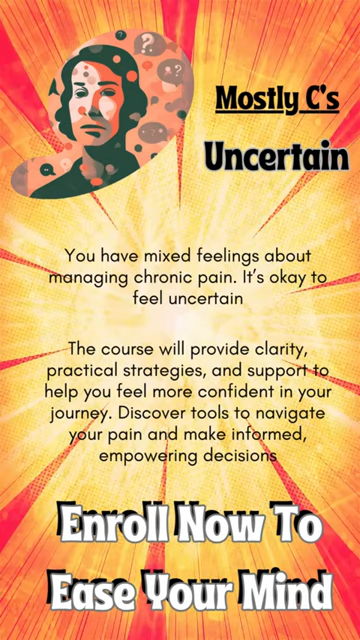 Mostly C's
Uncertain
You have mixed feelings about
managing chronic pain. It's okay to
feel uncertain
The course will provide clarity,
practical strategies, and support to
help you feel more confident in your
journey. Discover tools to navigate
your pain and make informed,
empowering decisions
Enroll Now To
Ease Your Mind